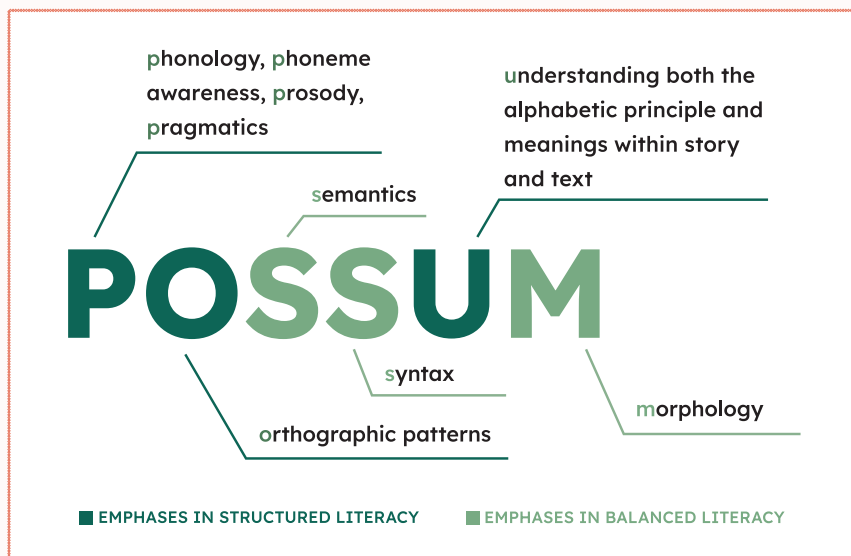 phonology, phoneme
awareness, prosody,
pragmatics
understanding both the
alphabetic principle and
meanings within story
and text
semantics
POSSUM
syntax
morphology
orthographic patterns
EMPHASES IN STRUCTURED LITERACY
EMPHASES IN BALANCED LITERACY